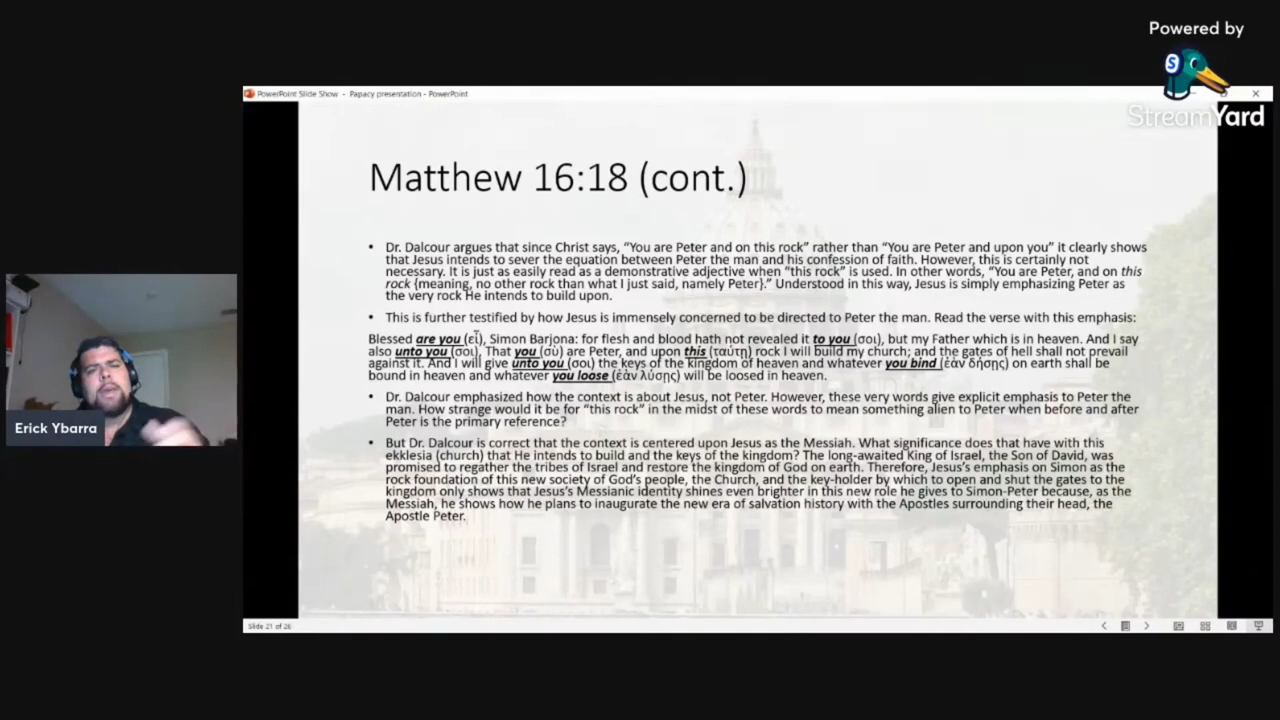 Powered by
S
StreamYard
PowerPoint Slide Show - Papacy presentation - PowerPoint
Matthew 16:18 (cont.)
• Dr. Dalcour argues that since Christ says, “You are Peter and on this rock” rather than “You are Peter and upon you” it clearly shows
that Jesus intends to sever the equation between Peter the man and his confession of faith. However, this is certainly not
necessary. It is just as easily read as a demonstrative adjective when “this rock” is used. In other words, “You are Peter, and on this
rock {meaning, no other rock than what I just said, namely Peter}.” Understood in this way, Jesus is simply emphasizing Peter as
the very rock He intends to build upon.
• This is further testified by how Jesus is immensely concerned to be directed to Peter the man. Read the verse with this emphasis:
Blessed are you (εἶ), Simon Barjona: for flesh and blood hath not revealed it to you (σοι), but my Father which is in heaven. And I say
also unto you (σοι), That you (σὺ) are Peter, and upon this (ταύτῃ) rock I will build my church; and the gates of hell shall not prevail
against it. And I will give unto you (σοι) the keys of the kingdom of heaven and whatever you bind (ἐὰν δήσῃς) on earth shall be
bound in heaven and whatever you loose (ἐὰν λύσῃς) will be loosed in heaven.
• Dr. Dalcour emphasized how the context is about Jesus, not Peter. However, these very words give explicit emphasis to Peter the
man. How strange would it be for “this rock” in the midst of these words to mean something alien to Peter when before and after
Peter is the primary reference?
• But Dr. Dalcour is correct that the context is centered upon Jesus as the Messiah. What significance does that have with this
ekklesia (church) that He intends to build and the keys of the kingdom? The long-awaited King of Israel, the Son of David, was
promised to regather the tribes of Israel and restore the kingdom of God on earth. Therefore, Jesus’s emphasis on Simon as the
rock foundation of this new society of God’s people, the Church, and the key-holder by which to open and shut the gates to the
kingdom only shows that Jesus’s Messianic identity shines even brighter in this new role he gives to Simon-Peter because, as the
Messiah, he shows how he plans to inaugurate the new era of salvation history with the Apostles surrounding their head, the
Apostle Peter.
Erick Ybarra
Slide 21 of 26